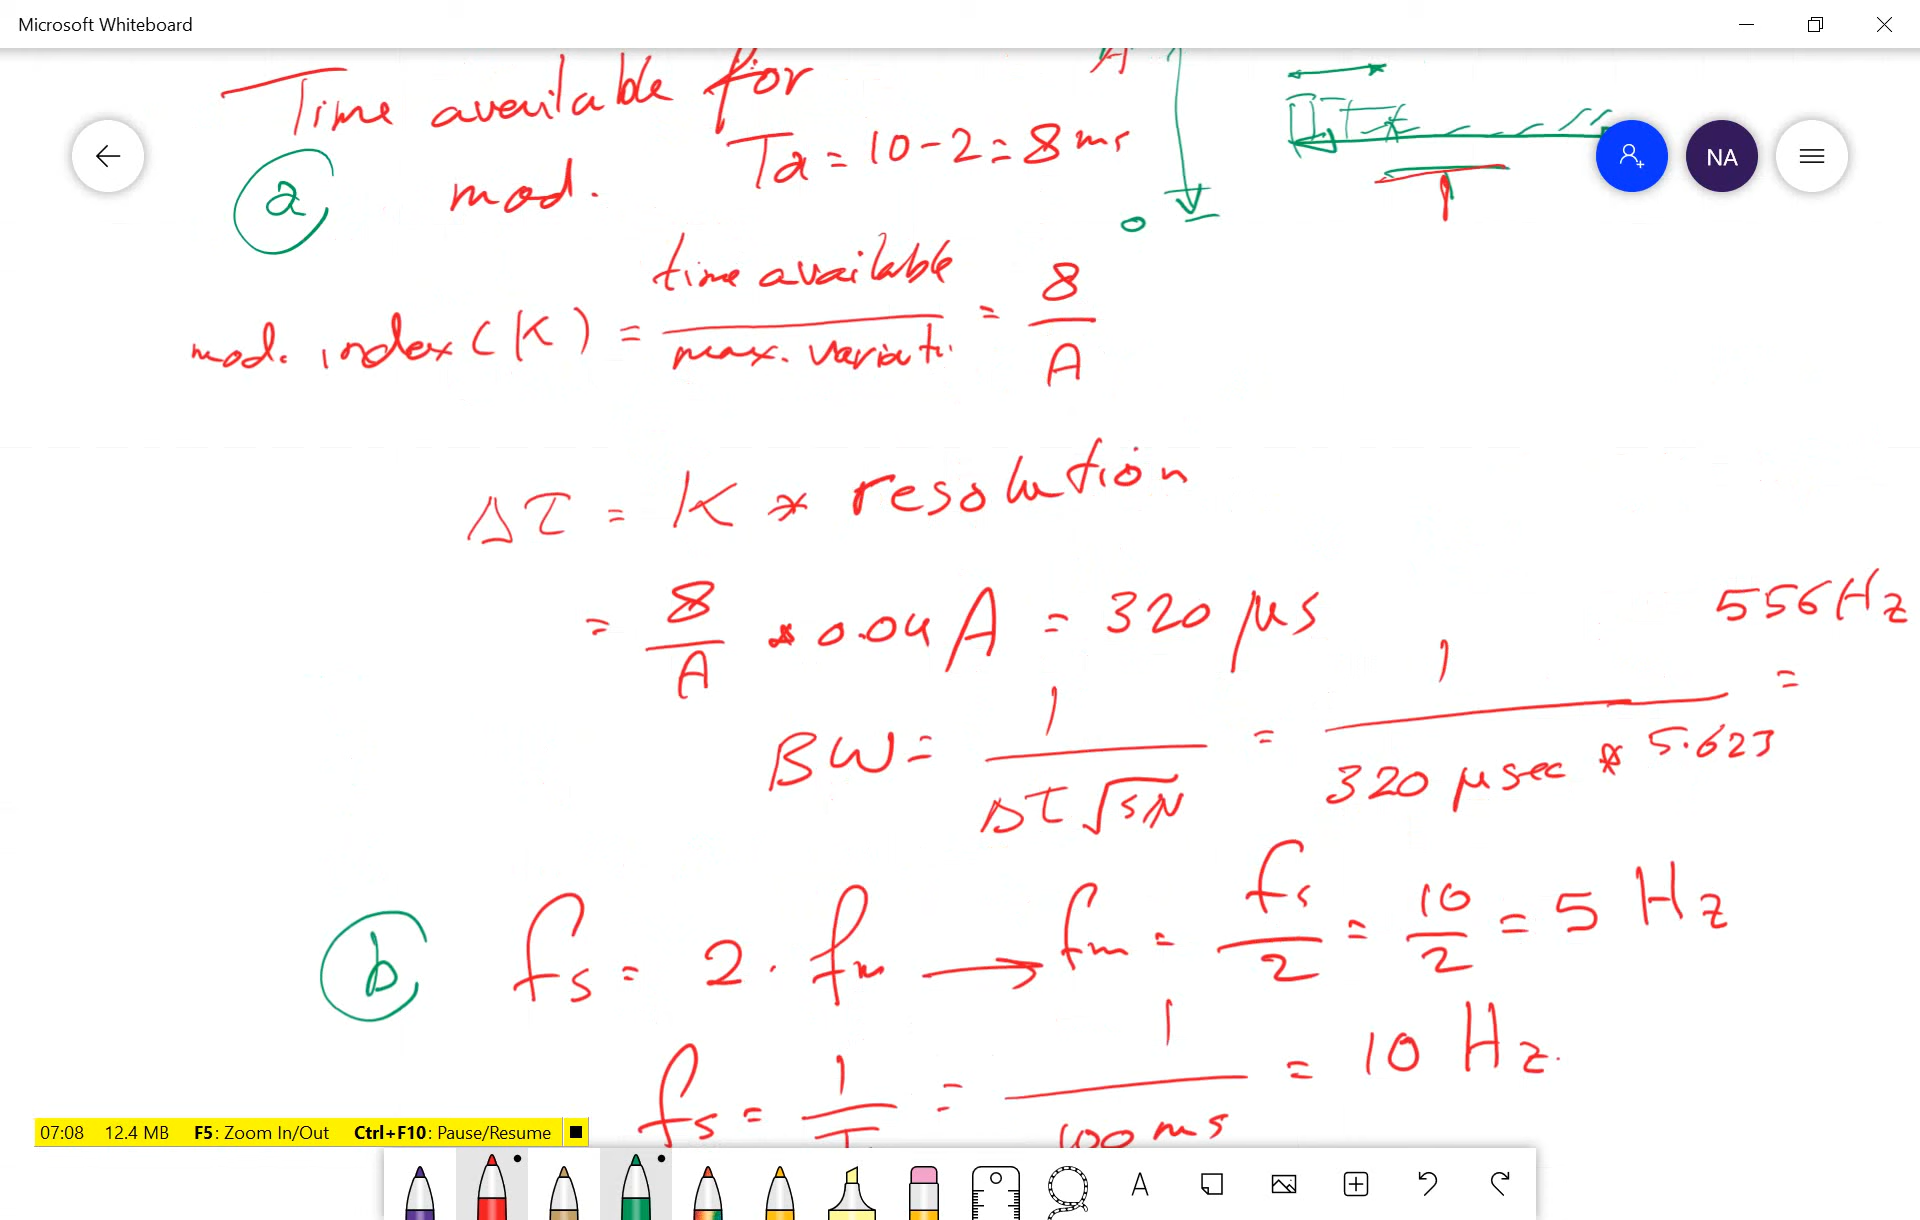 Microsoft Whiteboard
Time available for
mod. Ta = 10 - 2 = 8 ms
A
0
NA
a
mod. index (K) = time available / max. variati. = 8 / A
Δτ = K * resolution
= 8 / A * 0.04 A = 320 μs
BW = 1 / Δτ √S/N = 1 / 320 μsec * 5.623 = 556 Hz
b
fs = 2 . fm → fm = fs / 2 = 10 / 2 = 5 Hz
fs = 1 / T = 1 / 100 ms = 10 Hz.
07:08 12.4 MB F5: Zoom In/Out Ctrl+F10: Pause/Resume
A